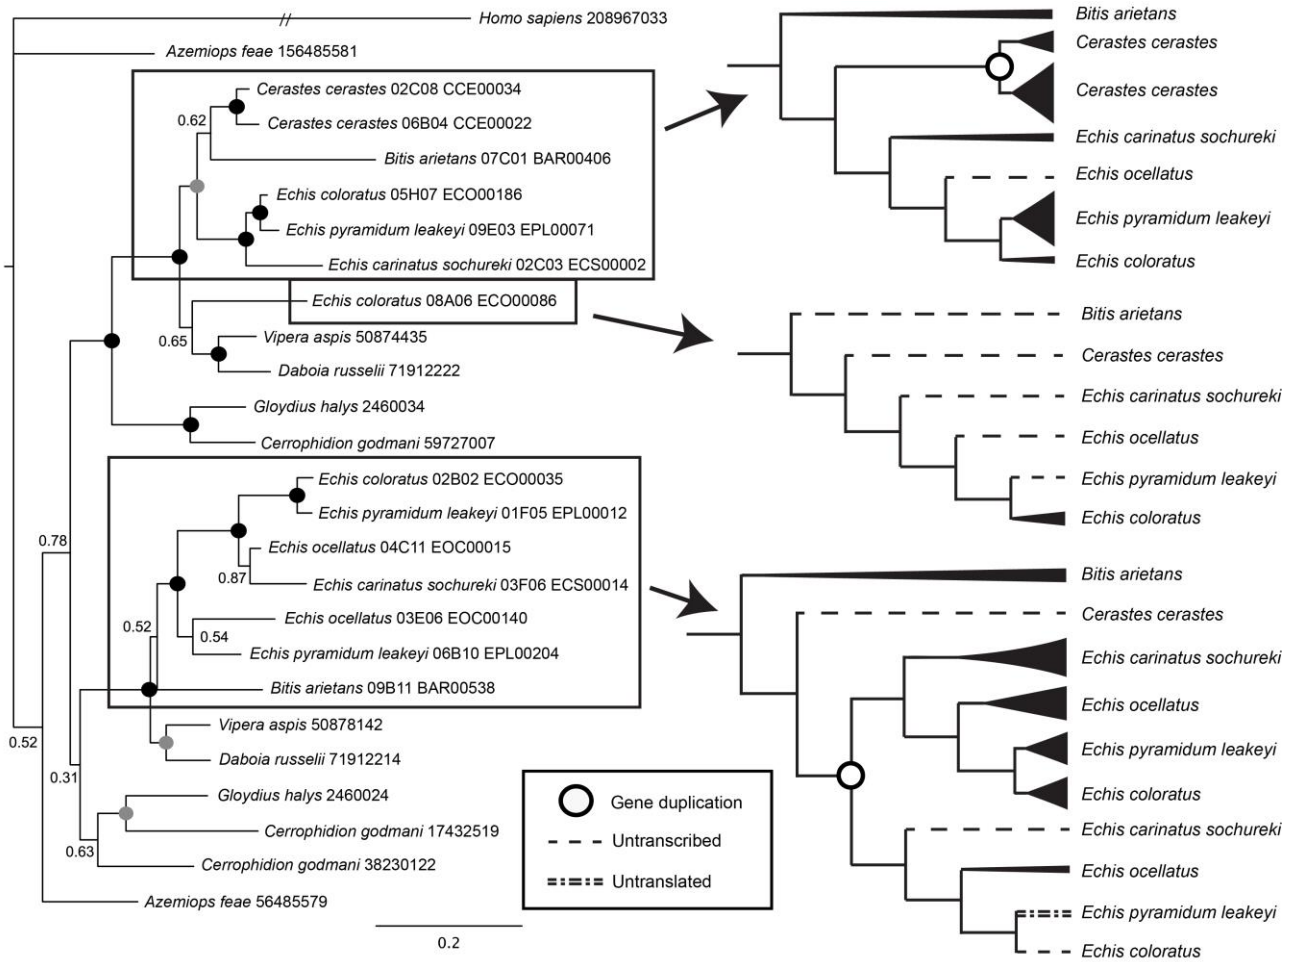 Homo sapiens 208967033
Azemiops feae 156485581
Cerastes cerastes 02C08 CCE00034
0.62
Cerastes cerastes 06B04 CCE00022
Bitis arietans 07C01 BAR00406
Echis coloratus 05H07 ECO00186
Echis pyramidum leakeyi 09E03 EPL00071
Echis carinatus sochureki 02C03 ECS00002
Echis coloratus 08A06 ECO00086
0.65
Vipera aspis 50874435
Daboia russelii 71912222
Gloydius halys 2460034
Cerrophidion godmani 59727007
Echis coloratus 02B02 ECO00035
Echis pyramidum leakeyi 01F05 EPL00012
0.78
Echis ocellatus 04C11 EOC00015
0.87
Echis carinatus sochureki 03F06 ECS00014
Echis ocellatus 03E06 EOC00140
0.52
0.54
Echis pyramidum leakeyi 06B10 EPL00204
Bitis arietans 09B11 BAR00538
Vipera aspis 50878142
0.52
Daboia russelii 71912214
0.31
Gloydius halys 2460024
Cerrophidion godmani 17432519
0.63
Cerrophidion godmani 38230122
Azemiops feae 56485579
0.2
Gene duplication
Untranscribed
Untranslated
Bitis arietans
Cerastes cerastes
Cerastes cerastes
Echis carinatus sochureki
Echis ocellatus
Echis pyramidum leakeyi
Echis coloratus
Bitis arietans
Cerastes cerastes
Echis carinatus sochureki
Echis ocellatus
Echis pyramidum leakeyi
Echis coloratus
Bitis arietans
Cerastes cerastes
Echis carinatus sochureki
Echis ocellatus
Echis pyramidum leakeyi
Echis coloratus
Echis carinatus sochureki
Echis ocellatus
Echis pyramidum leakeyi
Echis coloratus